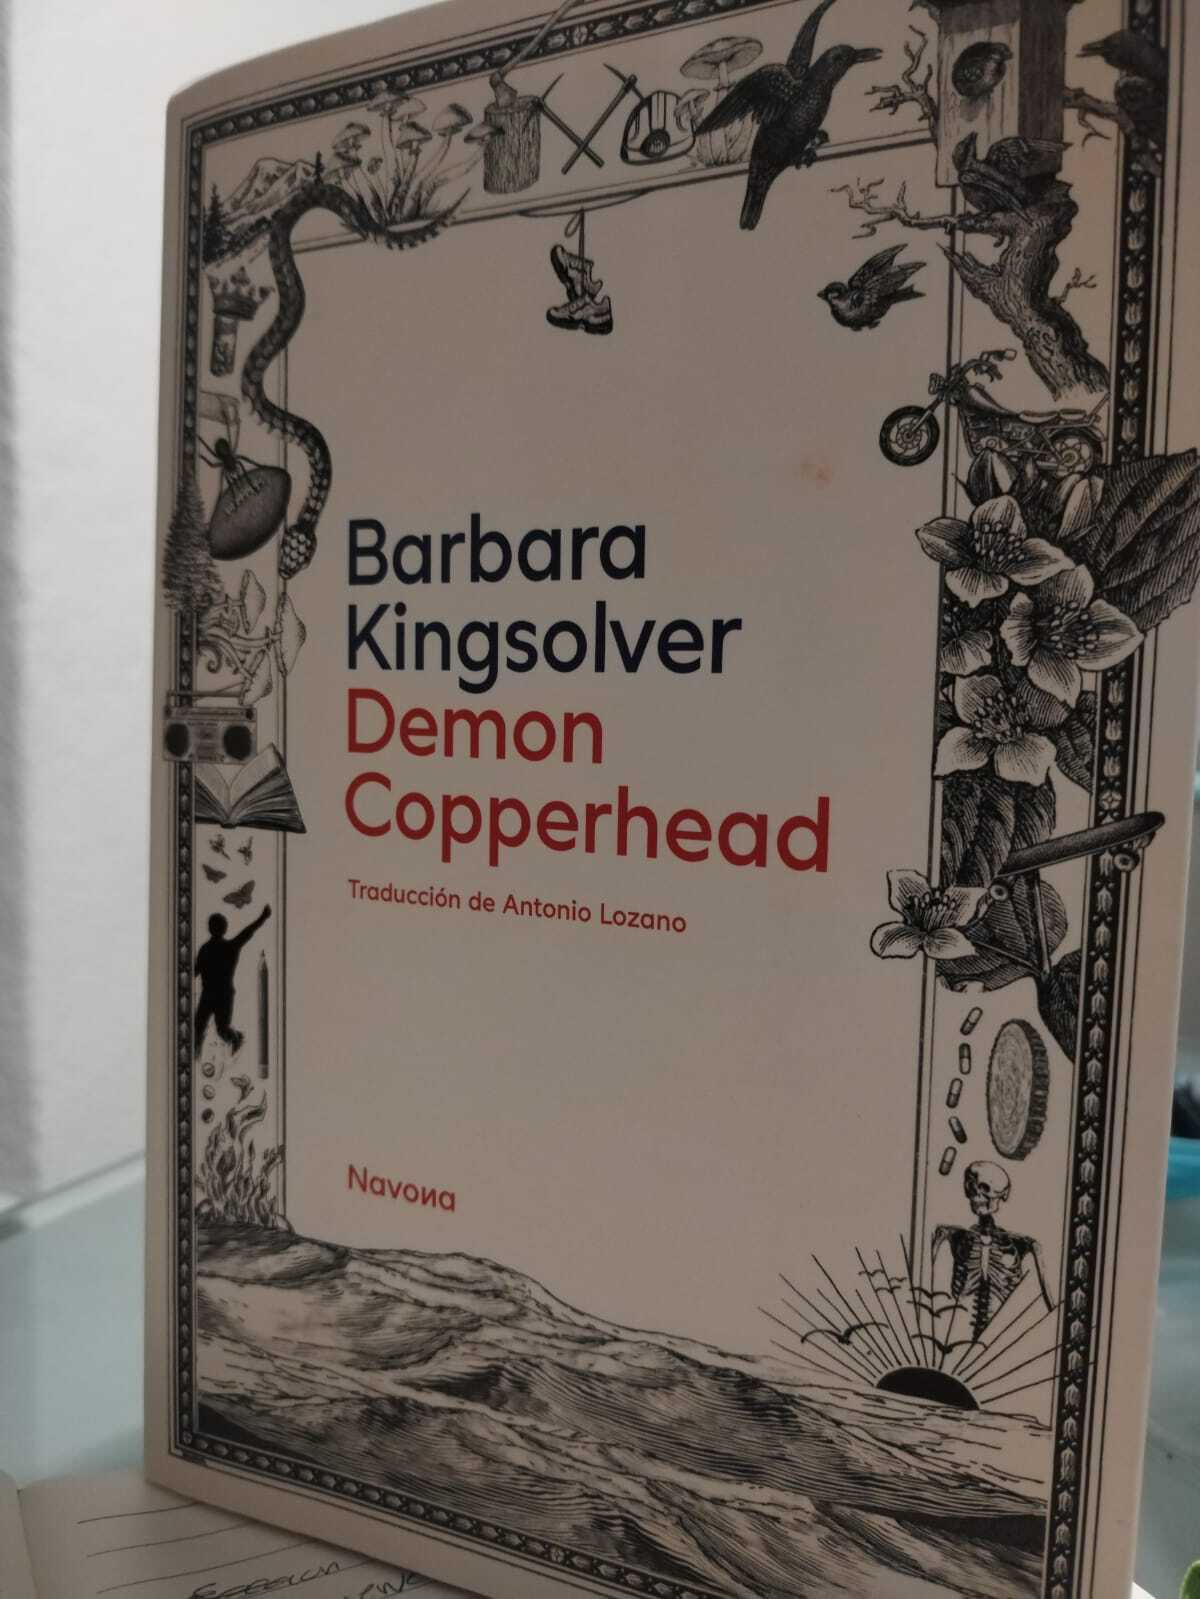 Barbara
Kingsolver
Demon
Copperhead
Traducción de Antonio Lozano
Navona